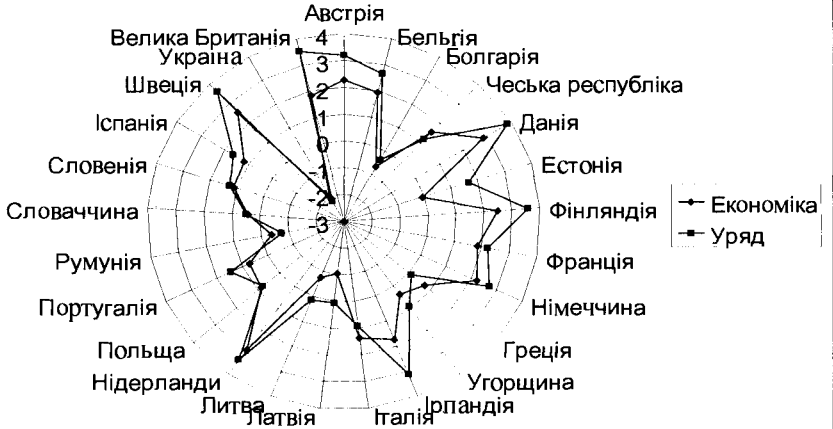 Австрія
Бельгія
Болгарія
Чеська республіка
Данія
Естонія
Фінляндія
Франція
Німеччина
Греція
Угорщина
Ірпандія
Італія
Латвія
Литва
Нідерланди
Польща
Португалія
Румунія
Словаччина
Словенія
Іспанія
Швеція
Україна
Велика Британія
4
3
2
1
0
-1
-2
-3
Економіка
Уряд